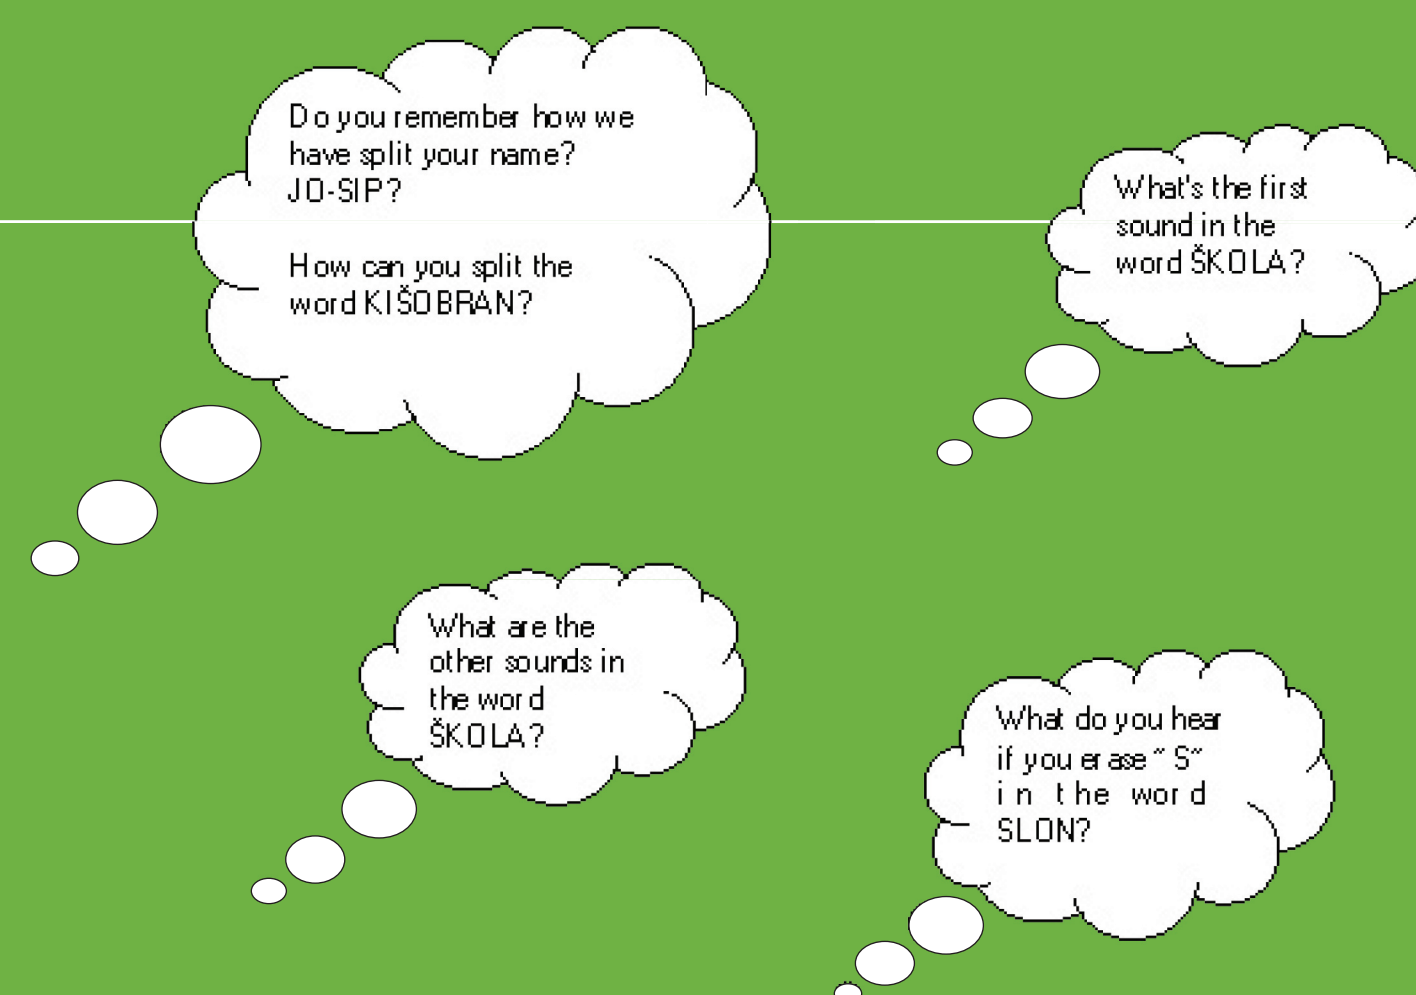 Do you remember how we
have split your name?
JO-SIP?
How can you split the
word KIŠOBRAN?
What's the first
sound in the
word ŠKOLA?
What are the
other sounds in
the word
ŠKOLA?
What do you hear
if you erase ˝ S˝
in the word
SLON?